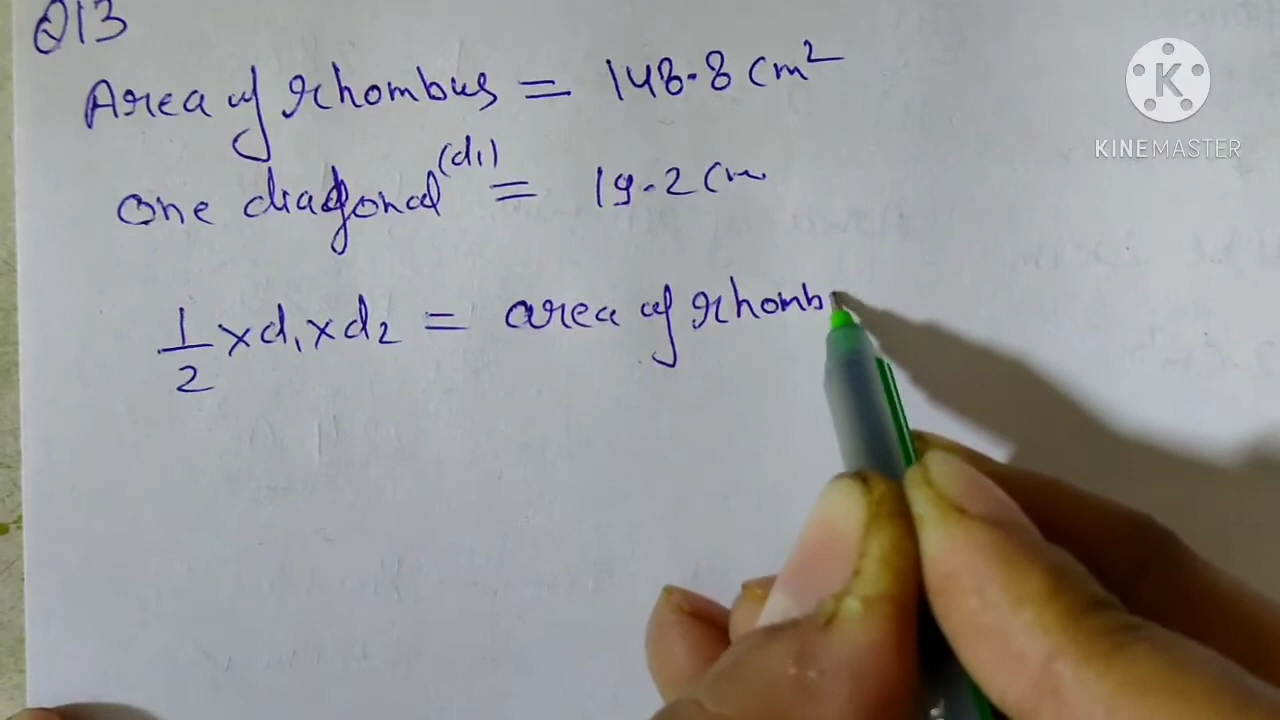 Q13
Area of rhombus = 148.8 cm²
K
KINEMASTER
One diagonal (d₁) = 19.2 cm
1/2 × d₁ × d₂ = area of rhomb